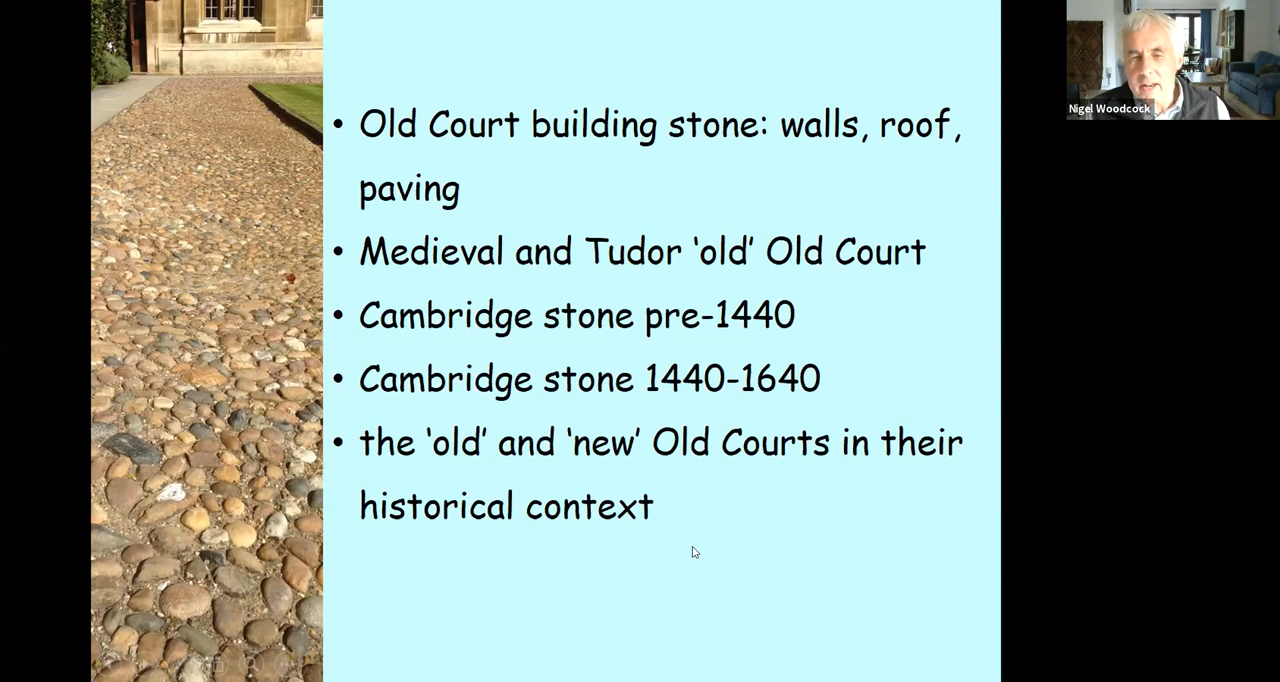 • Old Court building stone: walls, roof,
paving
• Medieval and Tudor ‘old’ Old Court
• Cambridge stone pre-1440
• Cambridge stone 1440-1640
• the ‘old’ and ‘new’ Old Courts in their
historical context
Nigel Woodcock